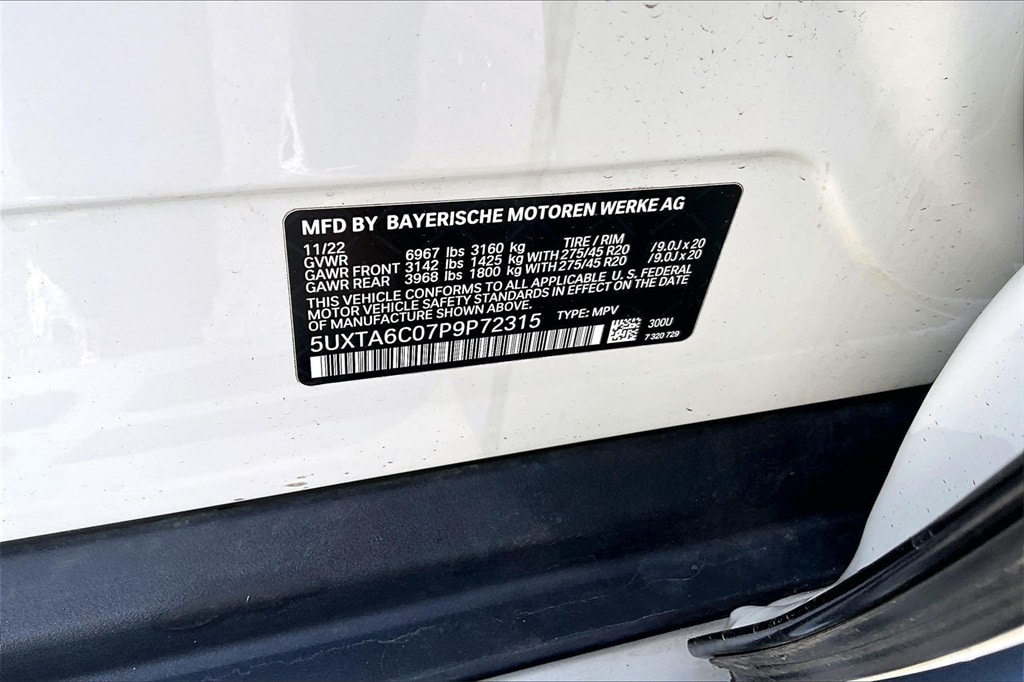 MFD BY BAYERISCHE MOTOREN WERKE AG
11/22 TIRE / RIM
GVWR 6967 lbs 3160 kg
GAWR FRONT 3142 lbs 1425 kg WITH 275/45 R20 /9.0J x 20
GAWR REAR 3968 lbs 1800 kg WITH 275/45 R20 /9.0J x 20
THIS VEHICLE CONFORMS TO ALL APPLICABLE U. S. FEDERAL
MOTOR VEHICLE SAFETY STANDARDS IN EFFECT ON THE DATE
OF MANUFACTURE SHOWN ABOVE.
TYPE: MPV
5UXTA6C07P9P72315
300U
7 320 729